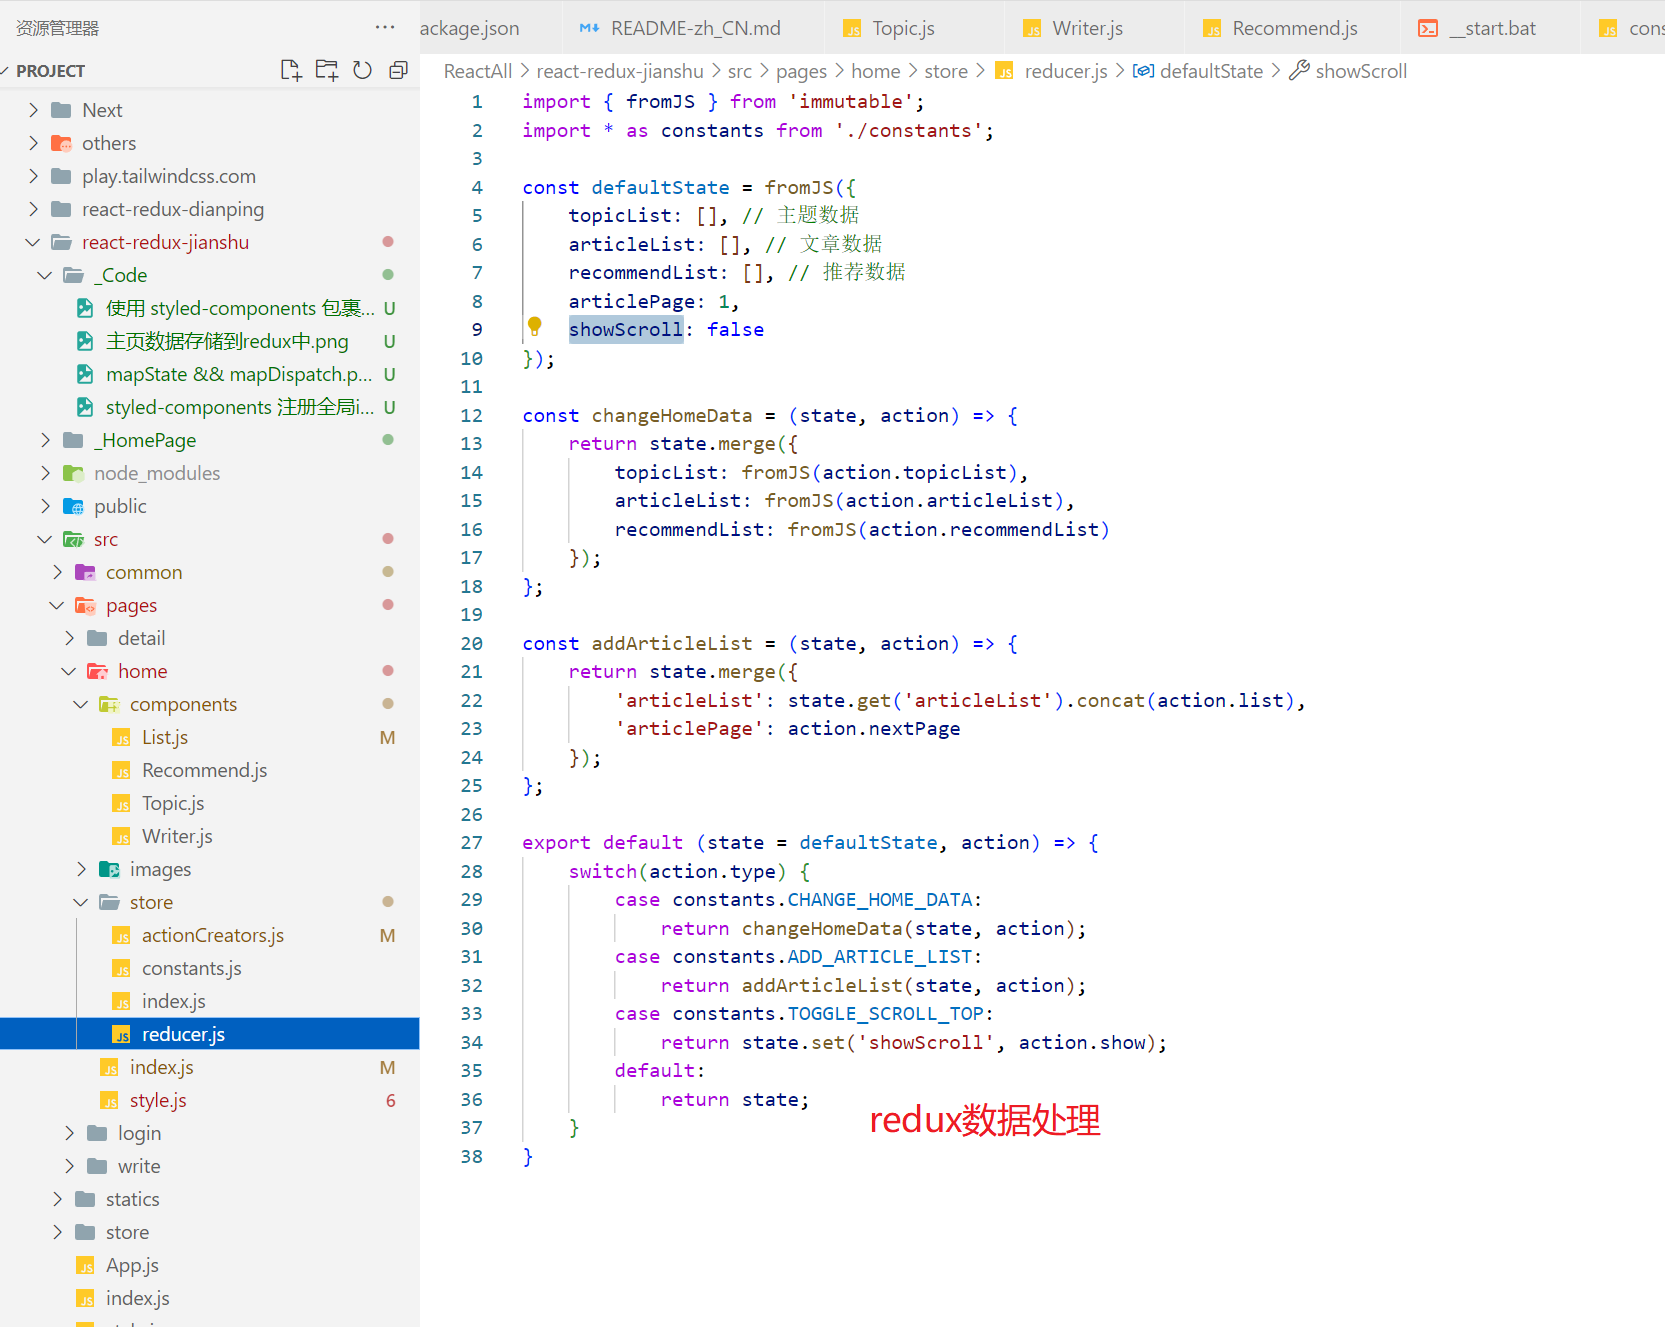 资源管理器
···
PROJECT
Next
others
play.tailwindcss.com
react-redux-dianping
react-redux-jianshu
_Code
使用 styled-components 包裹... U
主页数据存储到redux中.png U
mapState && mapDispatch.p... U
styled-components 注册全局i... U
_HomePage
node_modules
public
src
common
pages
detail
home
components
List.js M
Recommend.js
Topic.js
Writer.js
images
store
actionCreators.js M
constants.js
index.js
reducer.js
index.js M
style.js 6
login
write
statics
store
App.js
index.js
ackage.json README-zh_CN.md Topic.js Writer.js Recommend.js __start.bat cons
ReactAll > react-redux-jianshu > src > pages > home > store > reducer.js > defaultState > showScroll
1 import { fromJS } from 'immutable';
2 import * as constants from './constants';
3
4 const defaultState = fromJS({
5 topicList: [], // 主题数据
6 articleList: [], // 文章数据
7 recommendList: [], // 推荐数据
8 articlePage: 1,
9 showScroll: false
10 });
11
12 const changeHomeData = (state, action) => {
13 return state.merge({
14 topicList: fromJS(action.topicList),
15 articleList: fromJS(action.articleList),
16 recommendList: fromJS(action.recommendList)
17 });
18 };
19
20 const addArticleList = (state, action) => {
21 return state.merge({
22 'articleList': state.get('articleList').concat(action.list),
23 'articlePage': action.nextPage
24 });
25 };
26
27 export default (state = defaultState, action) => {
28 switch(action.type) {
29 case constants.CHANGE_HOME_DATA:
30 return changeHomeData(state, action);
31 case constants.ADD_ARTICLE_LIST:
32 return addArticleList(state, action);
33 case constants.TOGGLE_SCROLL_TOP:
34 return state.set('showScroll', action.show);
35 default:
36 return state;
37 }
38 }
redux数据处理